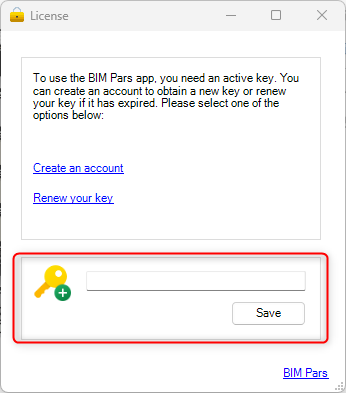 License
To use the BIM Pars app, you need an active key. You
can create an account to obtain a new key or renew
your key if it has expired. Please select one of the
options below:
Create an account
Renew your key
Save
BIM Pars